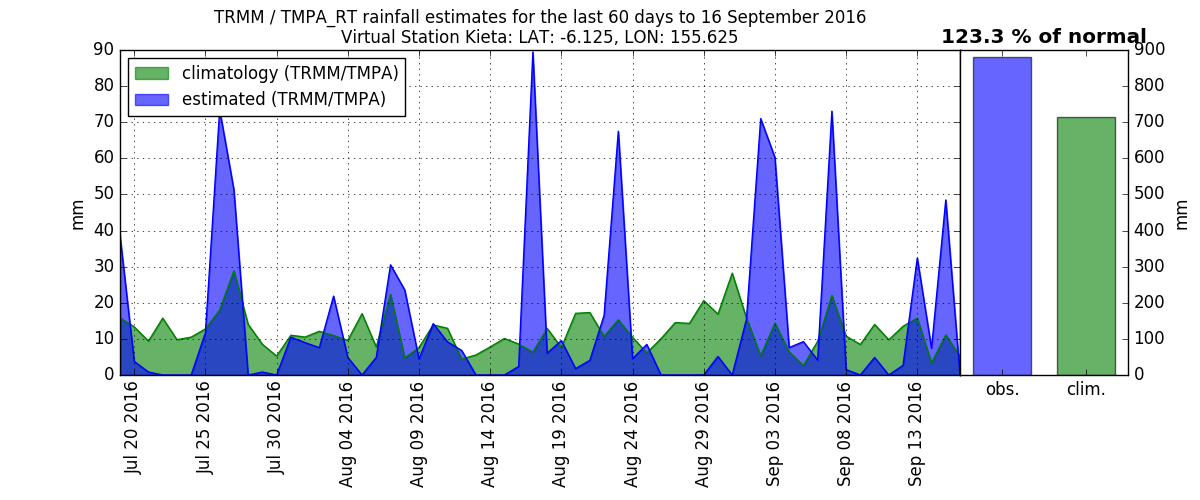 TRMM / TMPA_RT rainfall estimates for the last 60 days to 16 September 2016
Virtual Station Kieta: LAT: -6.125, LON: 155.625
123.3 % of normal
climatology (TRMM/TMPA)
estimated (TRMM/TMPA)
90
80
70
60
50
40
30
20
10
0
mm
900
800
700
600
500
400
300
200
100
0
mm
Jul 20 2016
Jul 25 2016
Jul 30 2016
Aug 04 2016
Aug 09 2016
Aug 14 2016
Aug 19 2016
Aug 24 2016
Aug 29 2016
Sep 03 2016
Sep 08 2016
Sep 13 2016
obs.
clim.